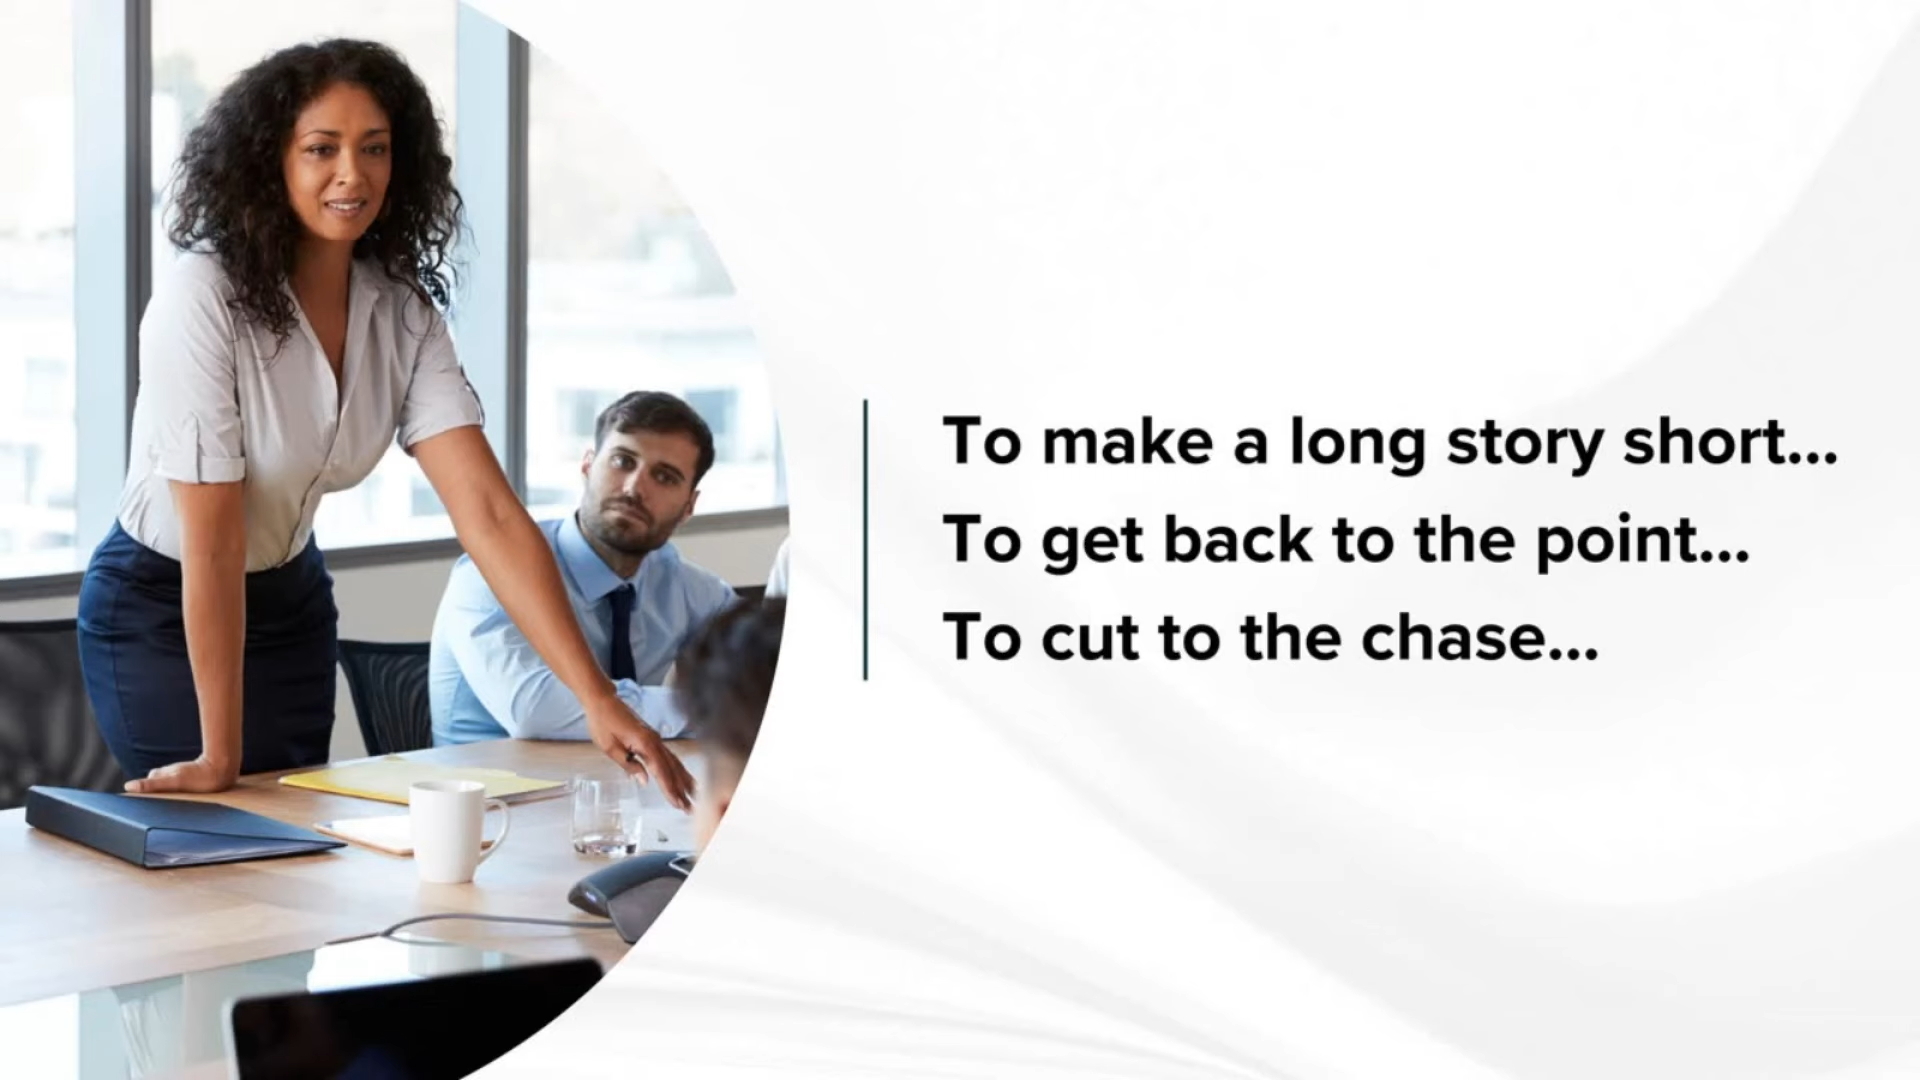 To make a long story short...
To get back to the point...
To cut to the chase...